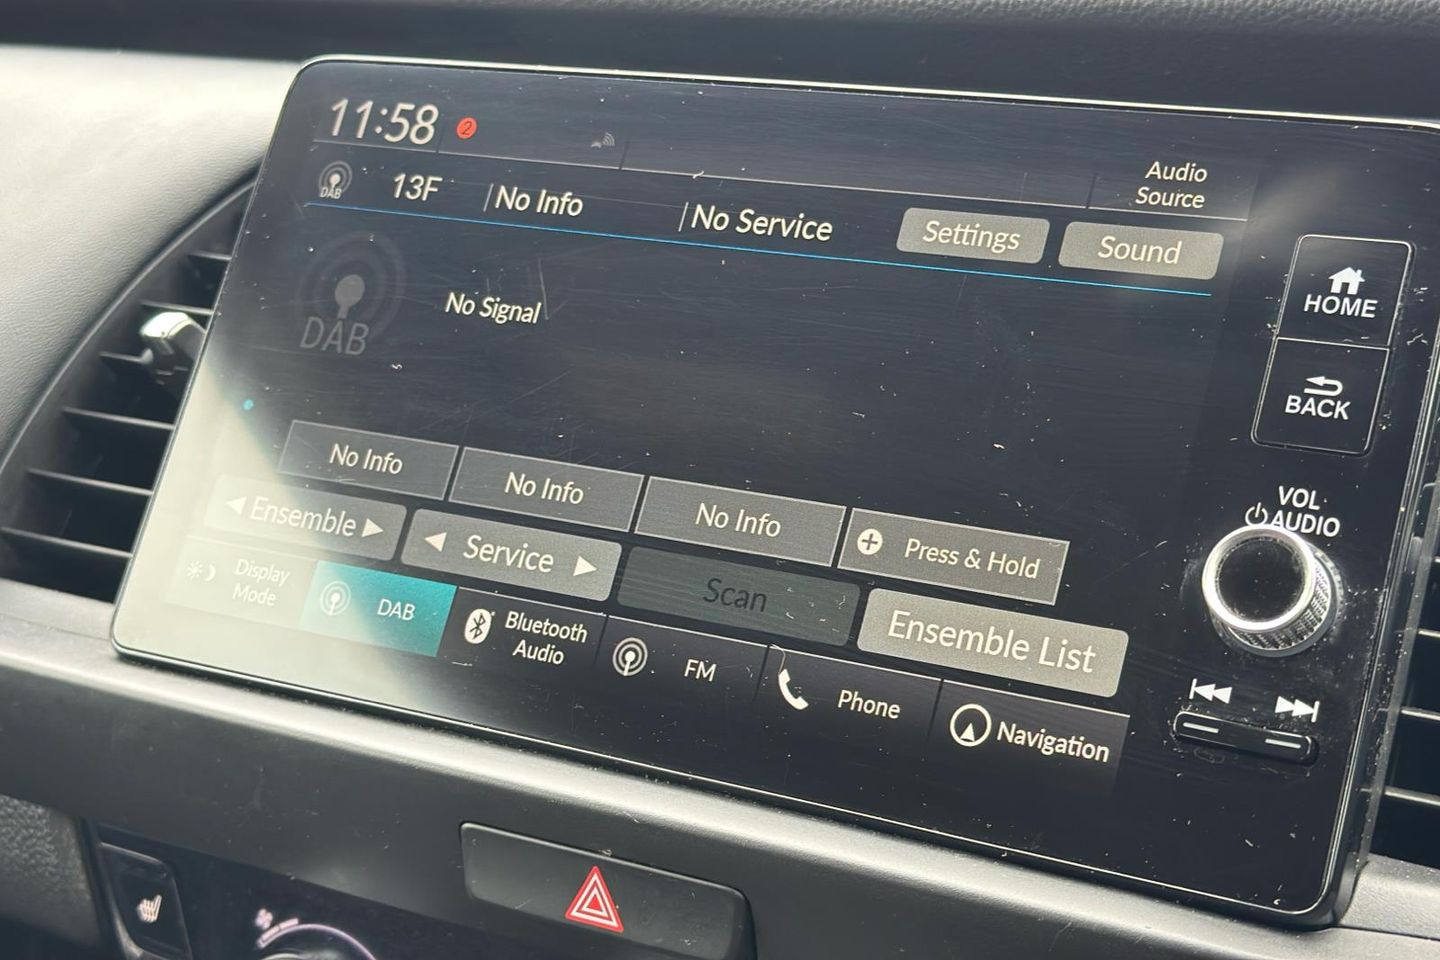 11:58 2
Audio
Source
DAB 13F No Info No Service Settings Sound
DAB
No Signal
HOME
BACK
VOL
AUDIO
No Info No Info No Info Press & Hold
Ensemble Service Scan Ensemble List
Display
Mode
DAB
Bluetooth
Audio
FM
Phone
Navigation